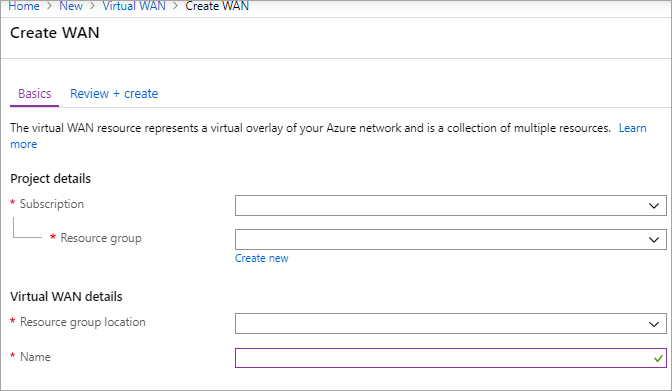 Home > New > Virtual WAN > Create WAN
Create WAN
Basics Review + create
The virtual WAN resource represents a virtual overlay of your Azure network and is a collection of multiple resources. Learn
more
Project details
* Subscription
* Resource group
Create new
Virtual WAN details
* Resource group location
* Name